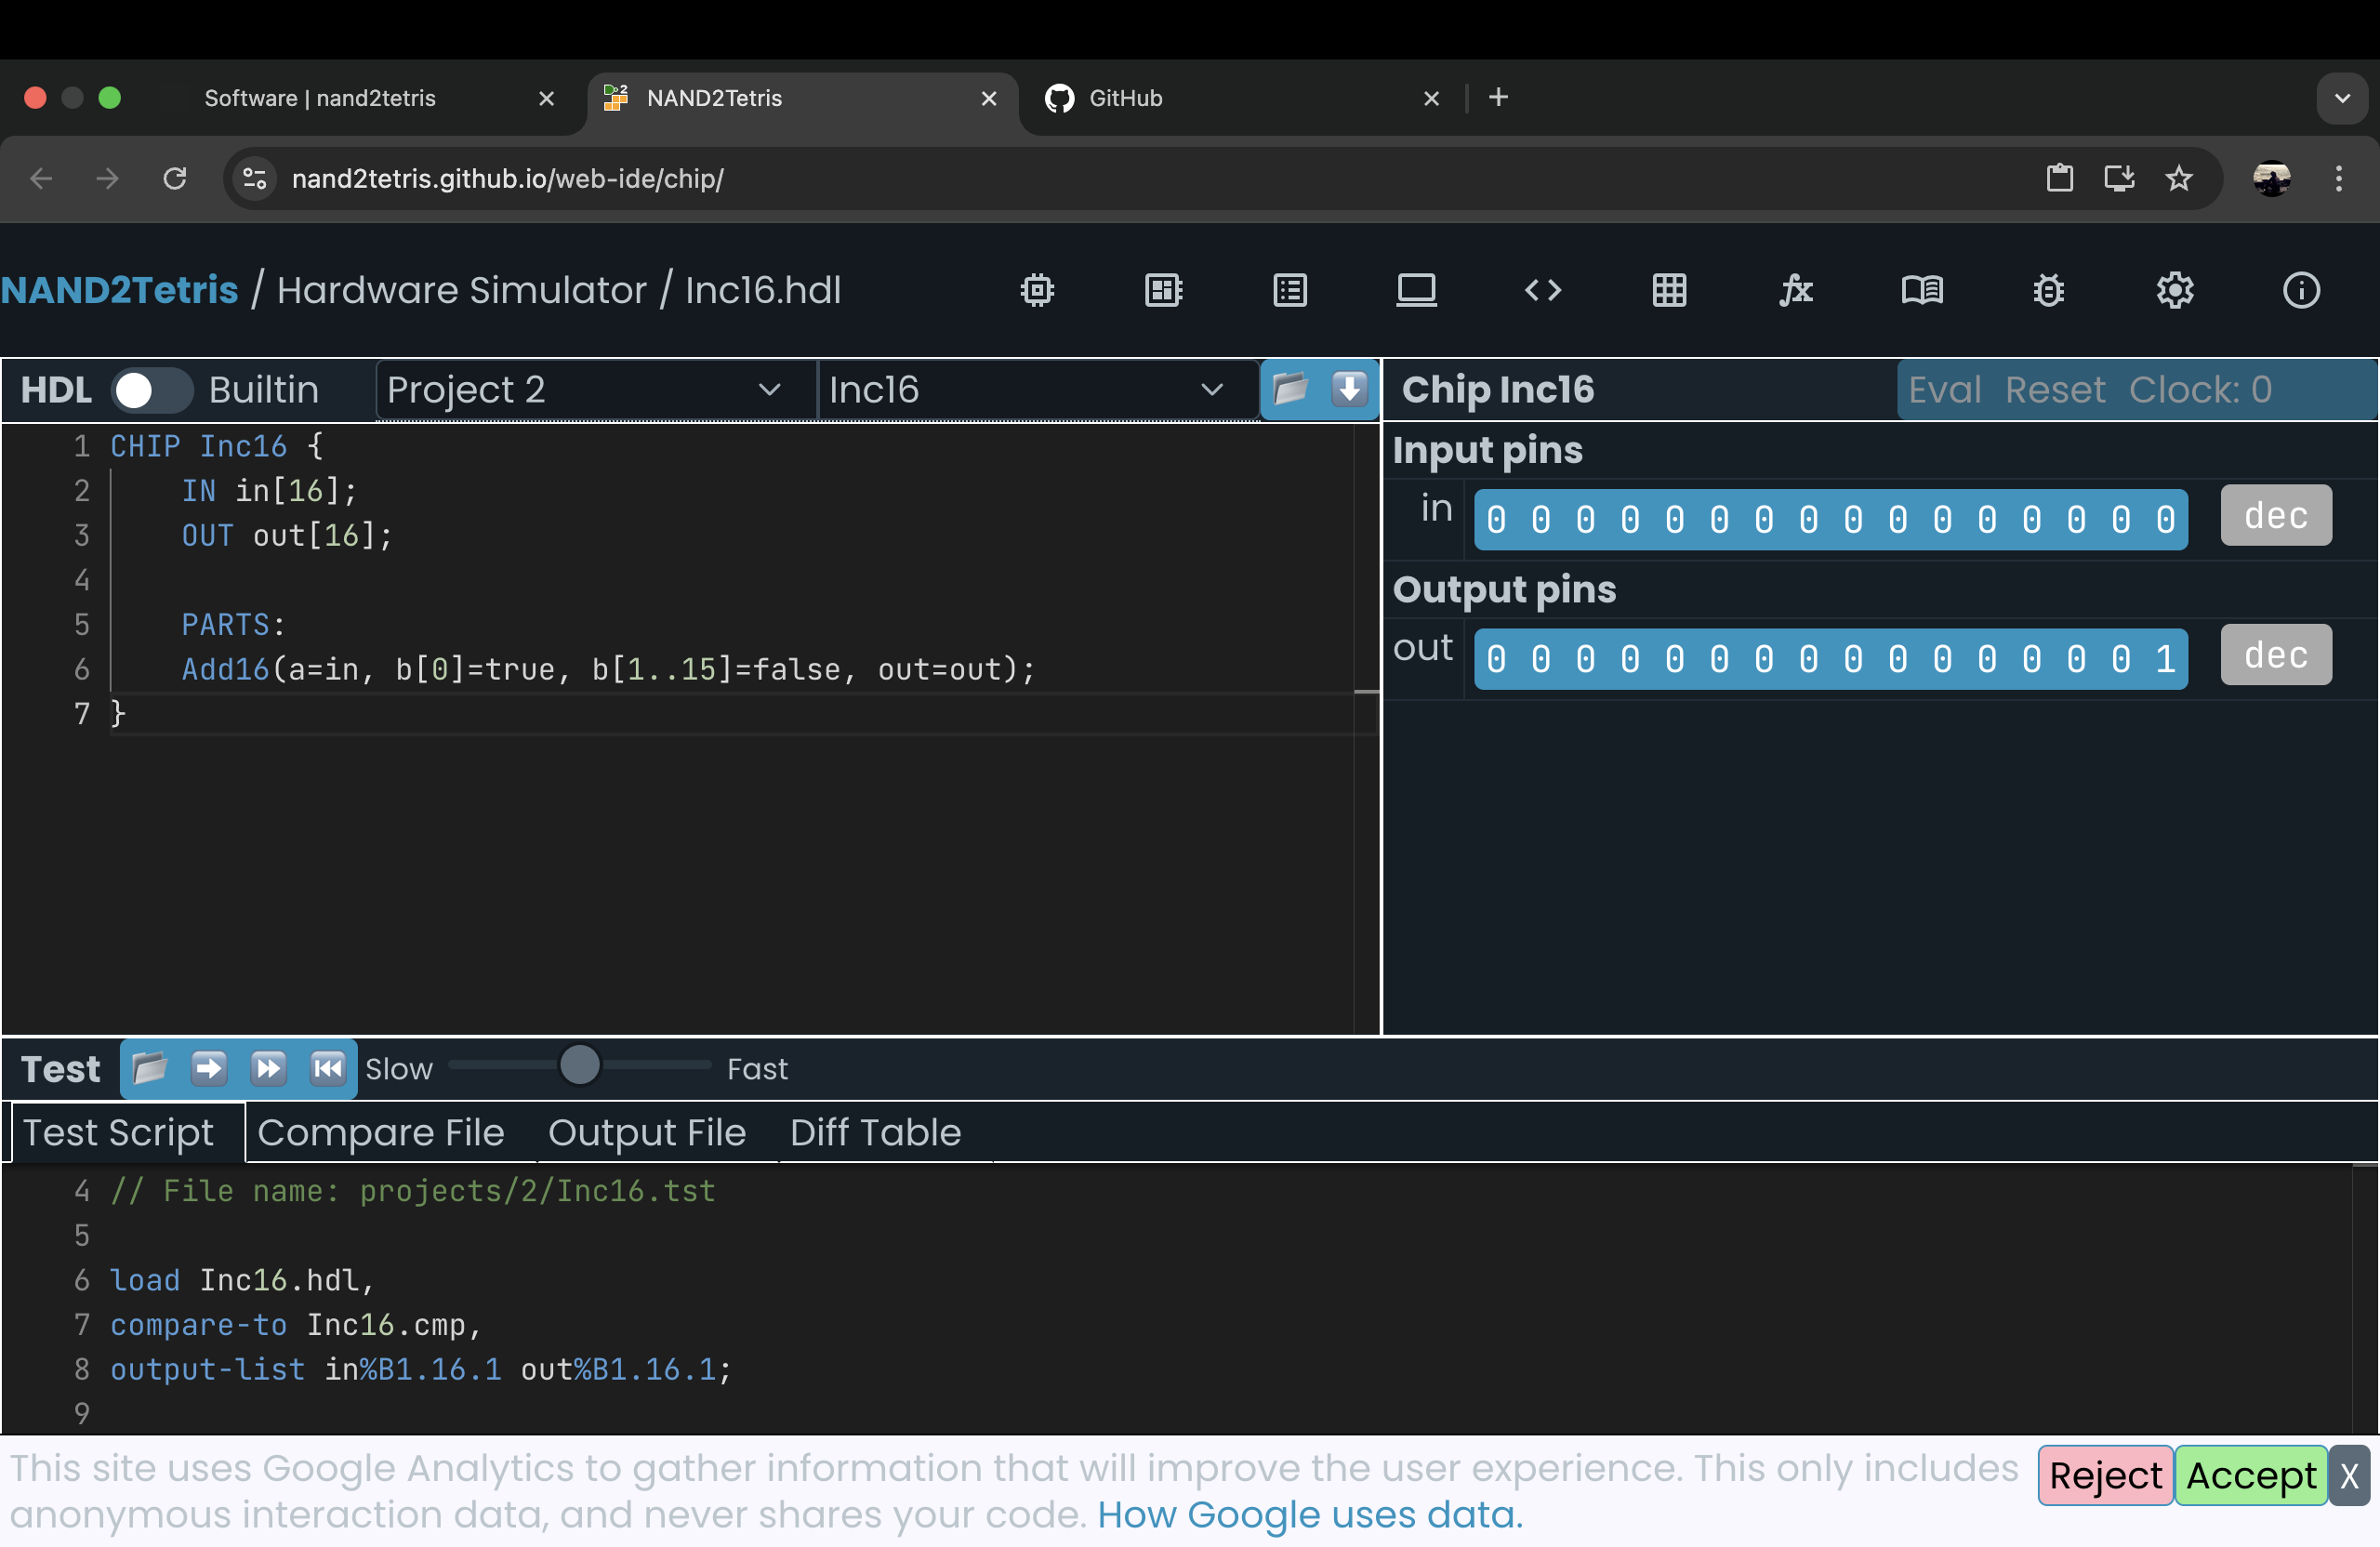 Software | nand2tetris
NAND2Tetris
GitHub
nand2tetris.github.io/web-ide/chip/
NAND2Tetris / Hardware Simulator / Inc16.hdl
HDL Builtin Project 2 Inc16
1 CHIP Inc16 {
2 IN in[16];
3 OUT out[16];
4
5 PARTS:
6 Add16(a=in, b[0]=true, b[1..15]=false, out=out);
7 }
Chip Inc16 Eval Reset Clock: 0
Input pins
in 0 0 0 0 0 0 0 0 0 0 0 0 0 0 0 0 dec
Output pins
out 0 0 0 0 0 0 0 0 0 0 0 0 0 0 0 1 dec
Test Slow Fast
Test Script Compare File Output File Diff Table
4 // File name: projects/2/Inc16.tst
5
6 load Inc16.hdl,
7 compare-to Inc16.cmp,
8 output-list in%B1.16.1 out%B1.16.1;
9
This site uses Google Analytics to gather information that will improve the user experience. This only includes
anonymous interaction data, and never shares your code. How Google uses data.
Reject Accept X